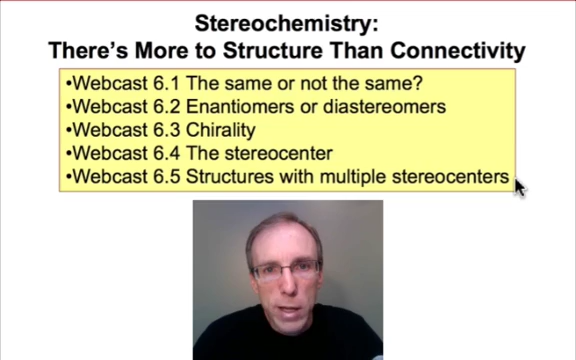 Stereochemistry:
There's More to Structure Than Connectivity
•Webcast 6.1 The same or not the same?
•Webcast 6.2 Enantiomers or diastereomers
•Webcast 6.3 Chirality
•Webcast 6.4 The stereocenter
•Webcast 6.5 Structures with multiple stereocenters